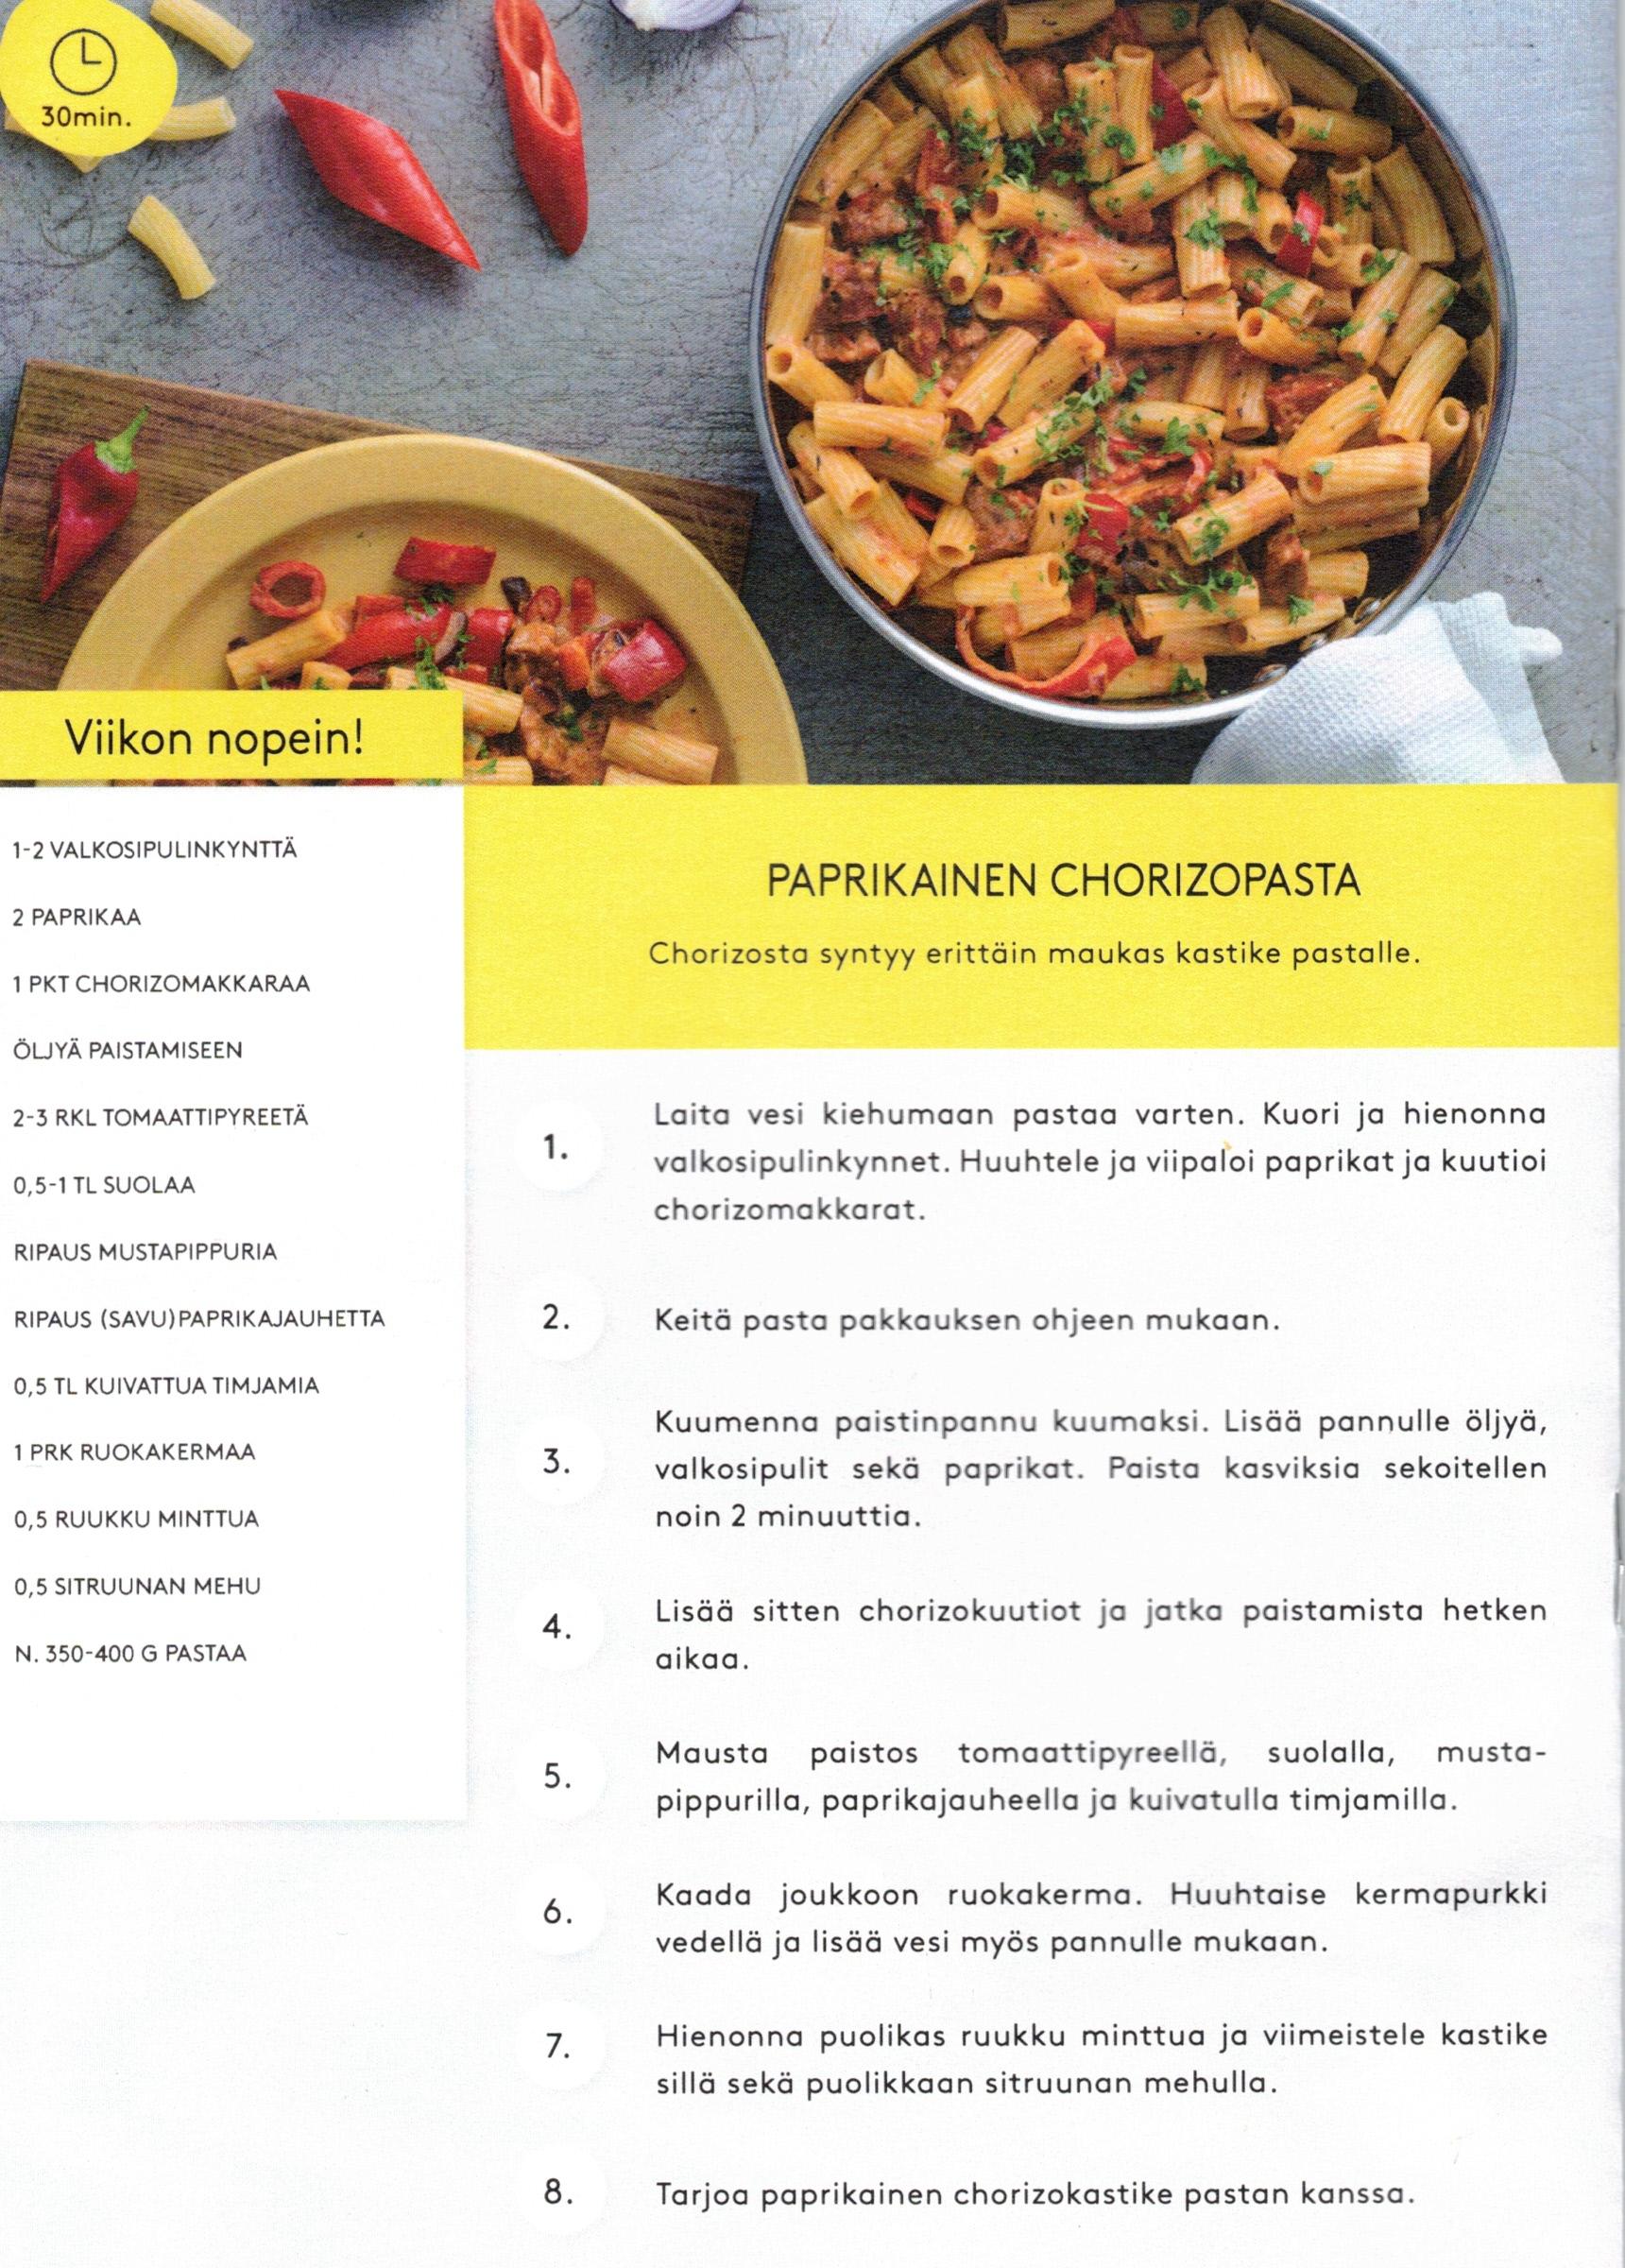 30min.
Viikon nopein!
1-2 VALKOSIPULINKYNTTÄ
2 PAPRIKAA
1 PKT CHORIZOMAKKARAA
ÖLJYÄ PAISTAMISEEN
2-3 RKL TOMAATTIPYREETÄ
0,5-1 TL SUOLAA
RIPAUS MUSTAPIPPURIA
RIPAUS (SAVU)PAPRIKAJAUHETTA
0,5 TL KUIVATTUA TIMJAMIA
1 PRK RUOKAKERMAA
0,5 RUUKKU MINTTUA
0,5 SITRUUNAN MEHU
N. 350-400 G PASTAA
PAPRIKAINEN CHORIZOPASTA
Chorizosta syntyy erittäin maukas kastike pastalle.
1. Laita vesi kiehumaan pastaa varten. Kuori ja hienonna
valkosipulinkynnet. Huuhtele ja viipaloi paprikat ja kuutioi
chorizomakkarat.
2. Keitä pasta pakkauksen ohjeen mukaan.
3. Kuumenna paistinpannu kuumaksi. Lisää pannulle öljyä,
valkosipulit sekä paprikat. Paista kasviksia sekoitellen
noin 2 minuuttia.
4. Lisää sitten chorizokuutiot ja jatka paistamista hetken
aikaa.
5. Mausta paistos tomaattipyreellä, suolalla, musta-
pippurilla, paprikajauheella ja kuivatulla timjamilla.
6. Kaada joukkoon ruokakerma. Huuhtaise kermapurkki
vedellä ja lisää vesi myös pannulle mukaan.
7. Hienonna puolikas ruukku minttua ja viimeistele kastike
sillä sekä puolikkaan sitruunan mehulla.
8. Tarjoa paprikainen chorizokastike pastan kanssa.